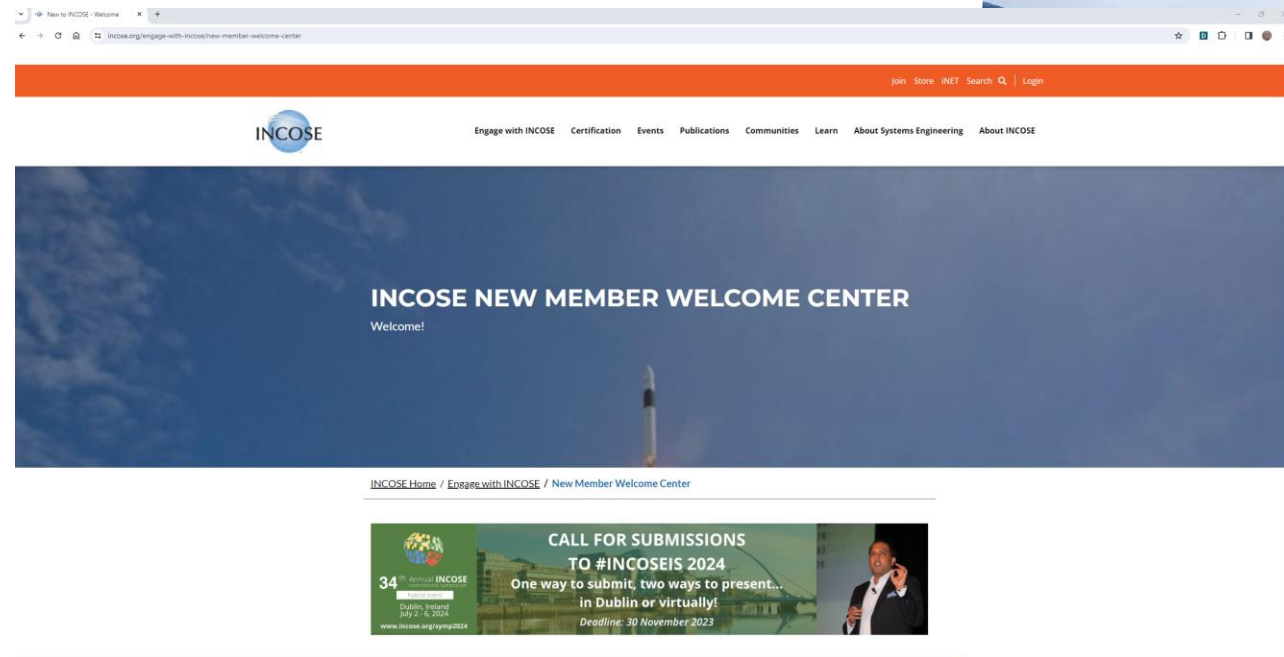 New to INCOSE - Welcome
incose.org/engage-with-incose/new-member-welcome-center
Join Store iNET Search Login
INCOSE
Engage with INCOSE Certification Events Publications Communities Learn About Systems Engineering About INCOSE
INCOSE NEW MEMBER WELCOME CENTER
Welcome!
INCOSE Home / Engage with INCOSE / New Member Welcome Center
34th Annual INCOSE
international symposium
hybrid event
Dublin, Ireland
July 2 - 6, 2024
www.incose.org/symp2024
CALL FOR SUBMISSIONS
TO #INCOSEIS 2024
One way to submit, two ways to present...
in Dublin or virtually!
Deadline: 30 November 2023